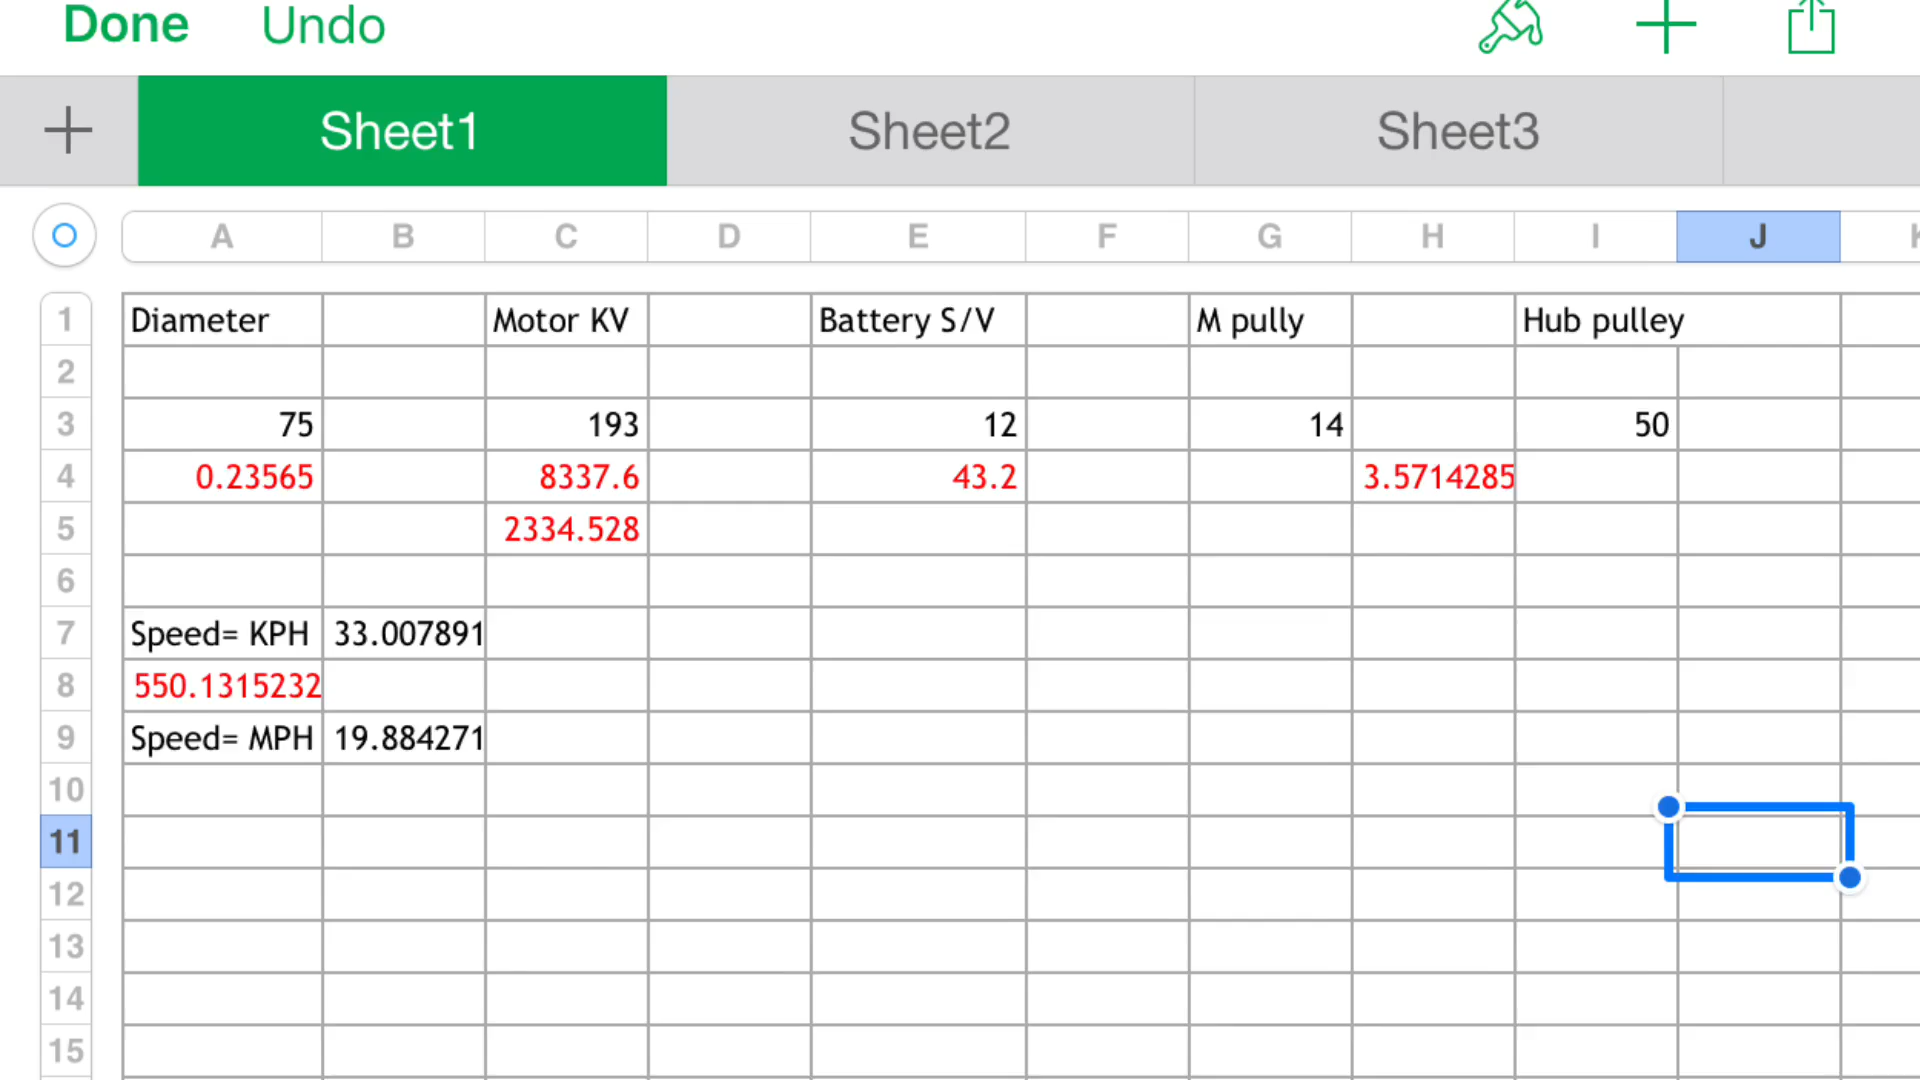 Done Undo
Sheet1 Sheet2 Sheet3
A B C D E F G H I J
1 Diameter Motor KV Battery S/V M pully Hub pulley
2
3 75 193 12 14 50
4 0.23565 8337.6 43.2 3.5714285
5 2334.528
6
7 Speed= KPH 33.007891
8 550.1315232
9 Speed= MPH 19.884271
10
11
12
13
14
15